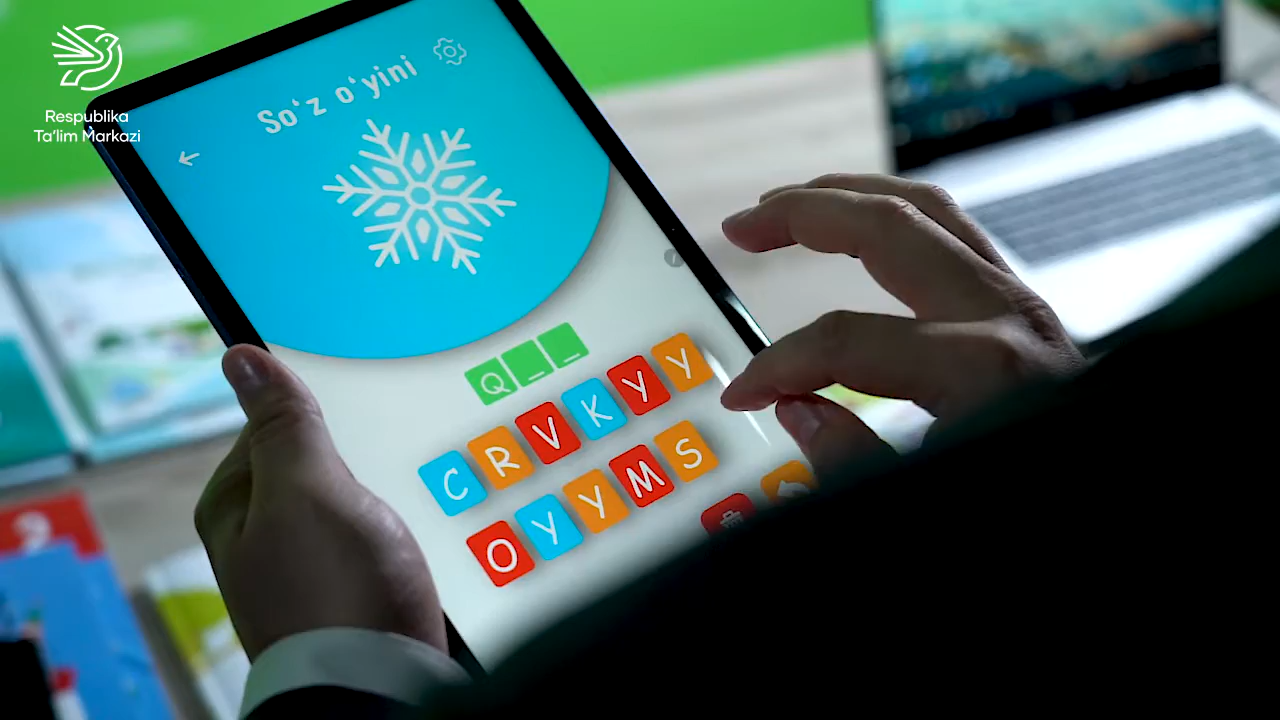 Respublika
Ta'lim Markazi
So'z o'yini
Q _ _
C R V K Y Y
O Y Y M S